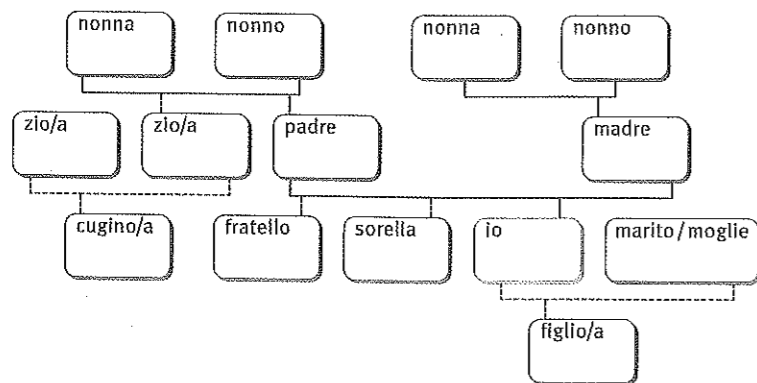 nonna nonno nonna nonno
zio/a zio/a padre madre
cugino/a fratello sorella io marito/moglie
figlio/a